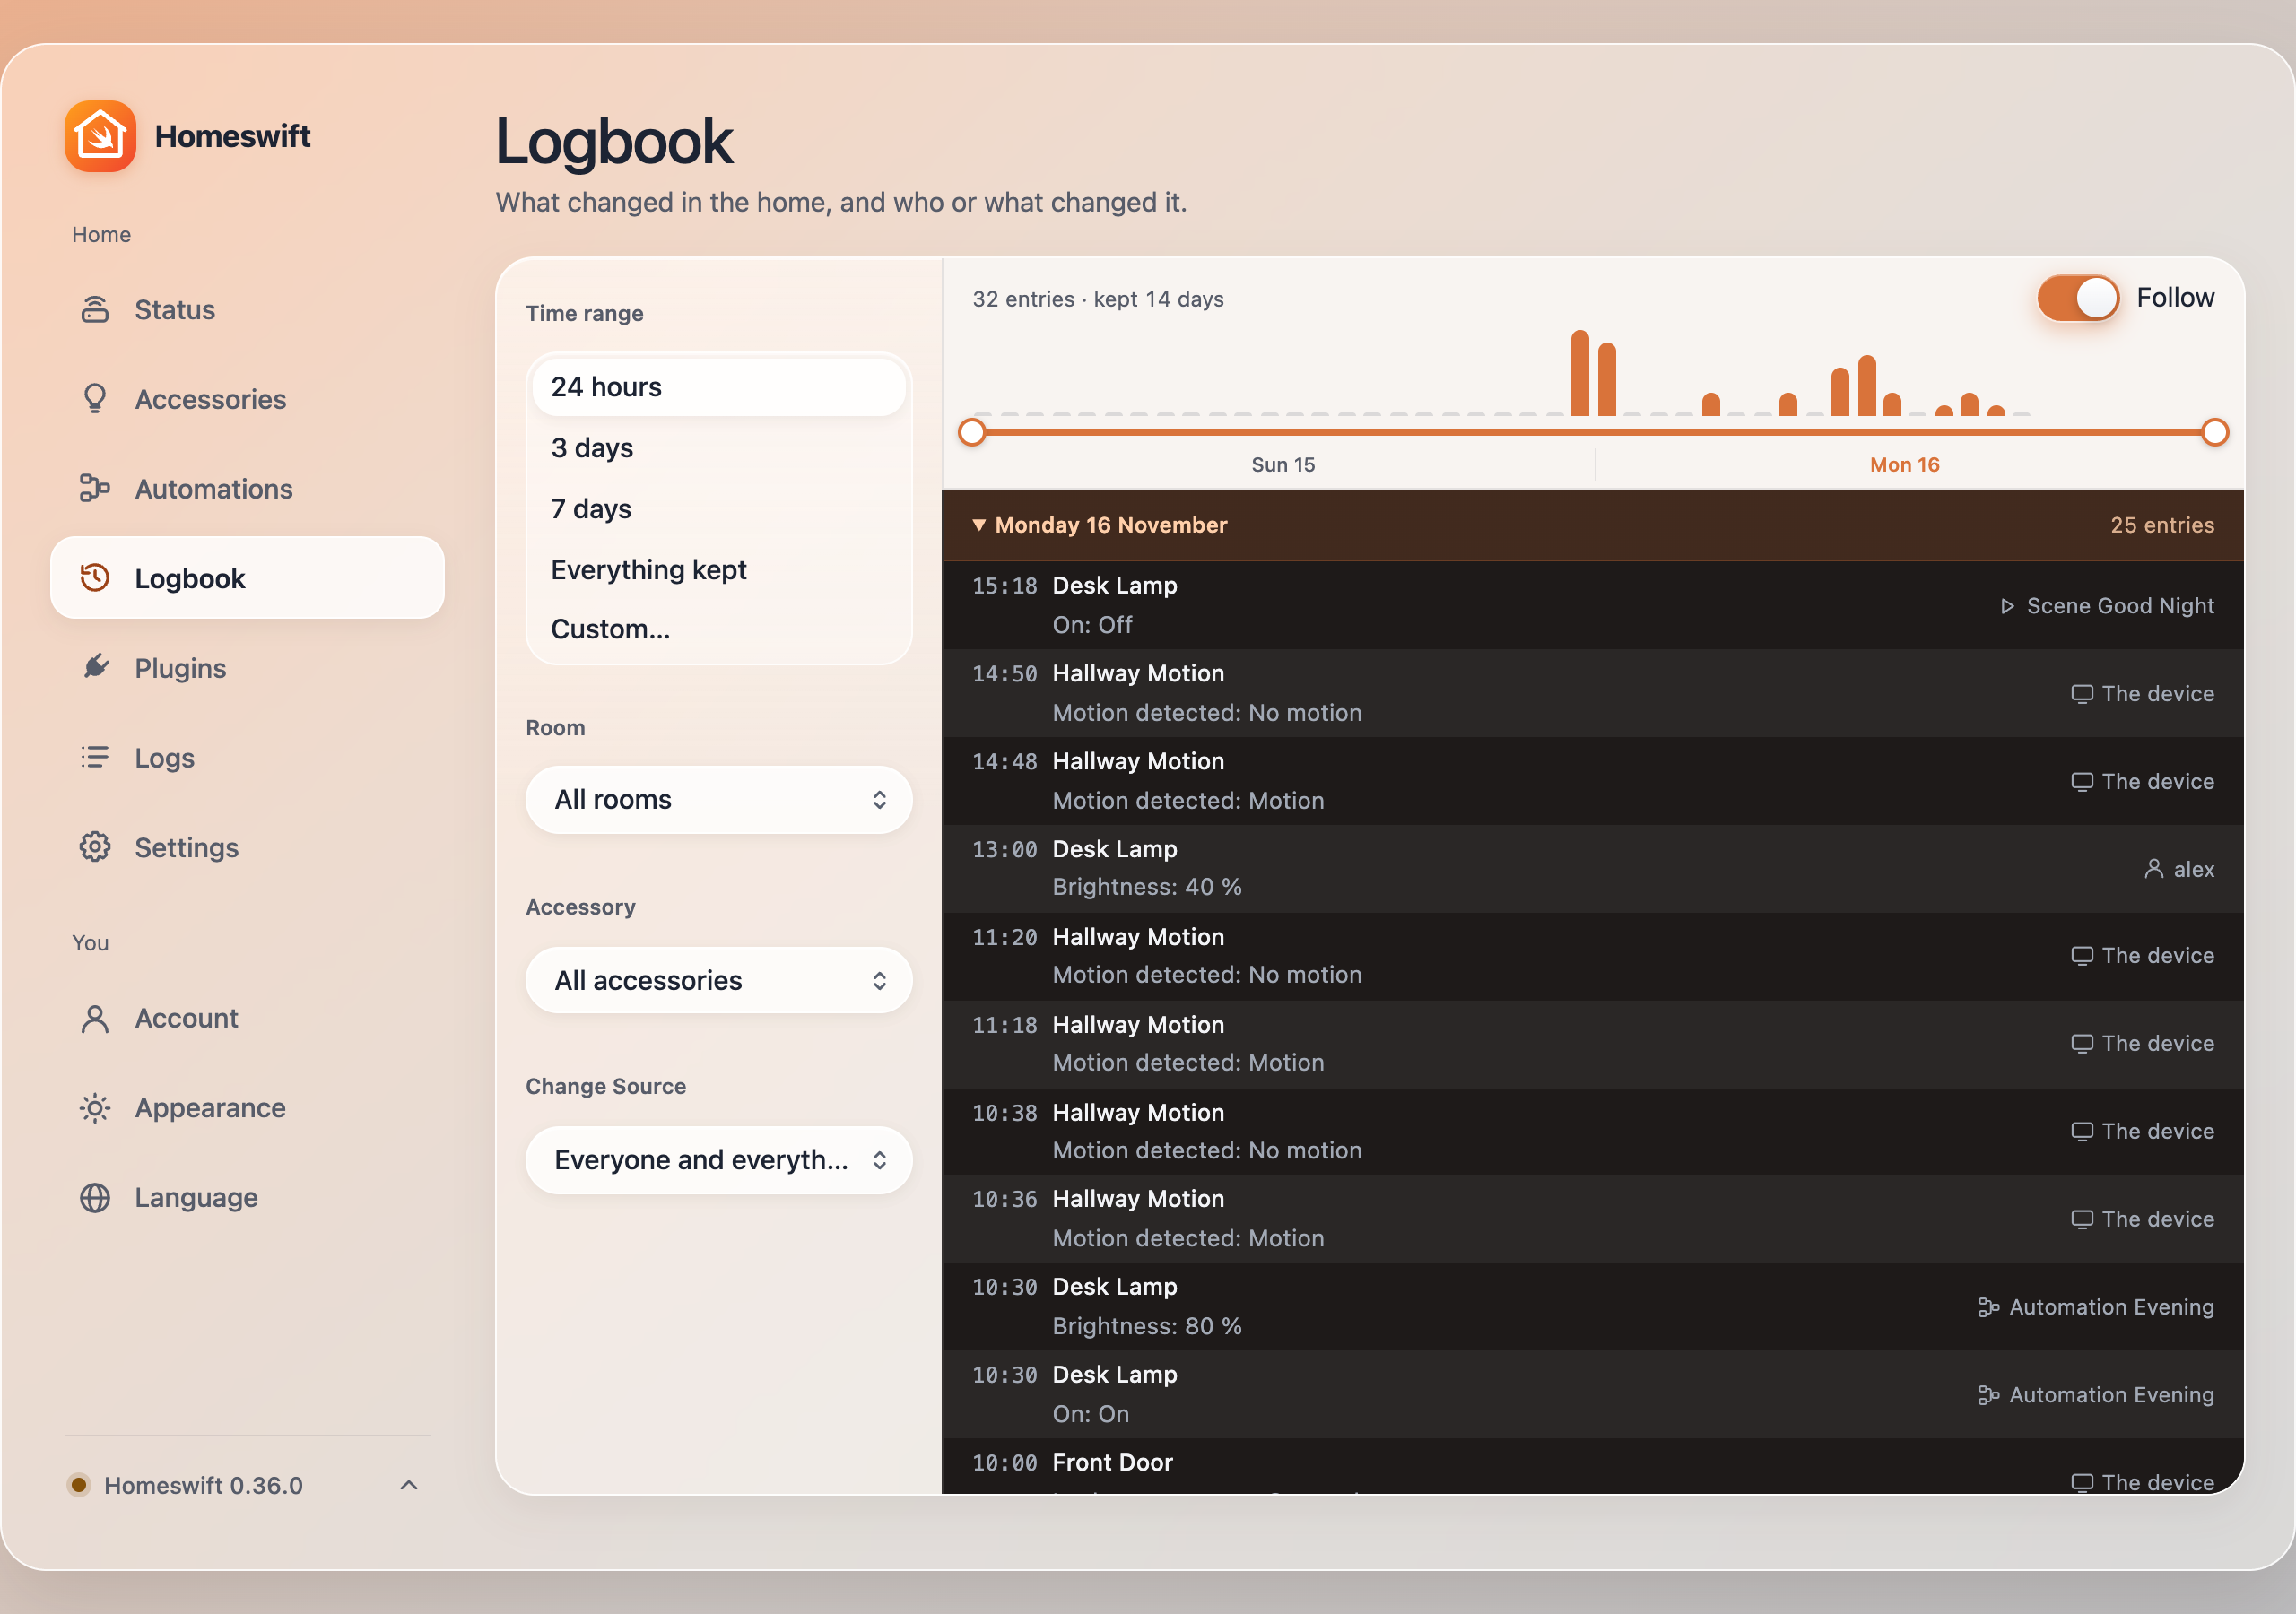 Homeswift
Home
Status
Accessories
Automations
Logbook
Plugins
Logs
Settings
You
Account
Appearance
Language
Homeswift 0.36.0
Logbook
What changed in the home, and who or what changed it.
Time range
24 hours
3 days
7 days
Everything kept
Custom...
Room
All rooms
Accessory
All accessories
Change Source
Everyone and everyth...
32 entries · kept 14 days
Follow
Sun 15
Mon 16
Monday 16 November
25 entries
15:18 Desk Lamp
On: Off
Scene Good Night
14:50 Hallway Motion
Motion detected: No motion
The device
14:48 Hallway Motion
Motion detected: Motion
The device
13:00 Desk Lamp
Brightness: 40 %
alex
11:20 Hallway Motion
Motion detected: No motion
The device
11:18 Hallway Motion
Motion detected: Motion
The device
10:38 Hallway Motion
Motion detected: No motion
The device
10:36 Hallway Motion
Motion detected: Motion
The device
10:30 Desk Lamp
Brightness: 80 %
Automation Evening
10:30 Desk Lamp
On: On
Automation Evening
10:00 Front Door
The device